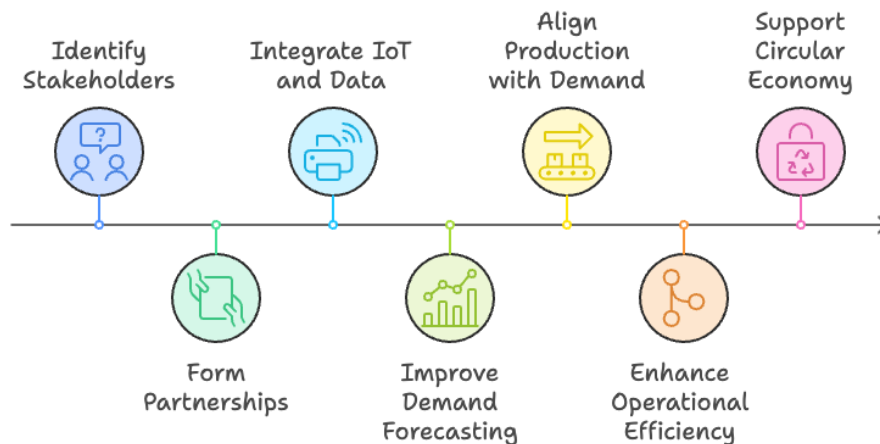 Identify
Stakeholders
Integrate IoT
and Data
Align
Production
with Demand
Support
Circular
Economy
?
Form
Partnerships
Improve
Demand
Forecasting
Enhance
Operational
Efficiency